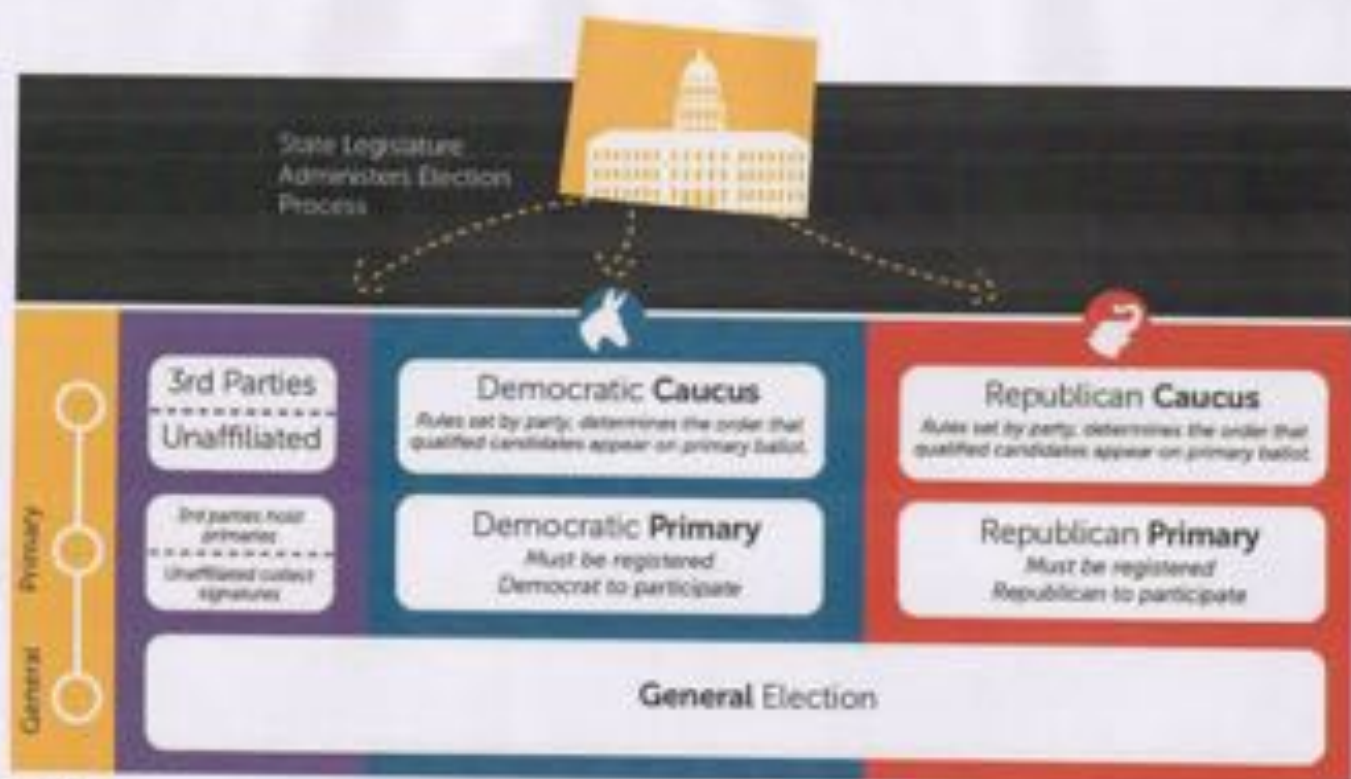 State Legislature
Administers Election
Process
3rd Parties
Unaffiliated
Democratic Caucus
Rules set by party, determines the order that
qualified candidates appear on primary ballot.
Republican Caucus
Rules set by party, determines the order that
qualified candidates appear on primary ballot.
Primary
3rd parties hold
primaries
Unaffiliated collect
signatures
Democratic Primary
Must be registered
Democrat to participate
Republican Primary
Must be registered
Republican to participate
General
General Election